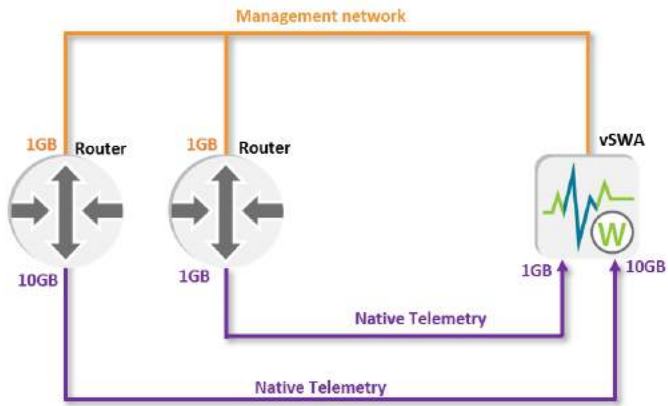 Management network
vSWA
1GB Router
1GB Router
10GB
1GB
W
1GB
10GB
Native Telemetry
Native Telemetry